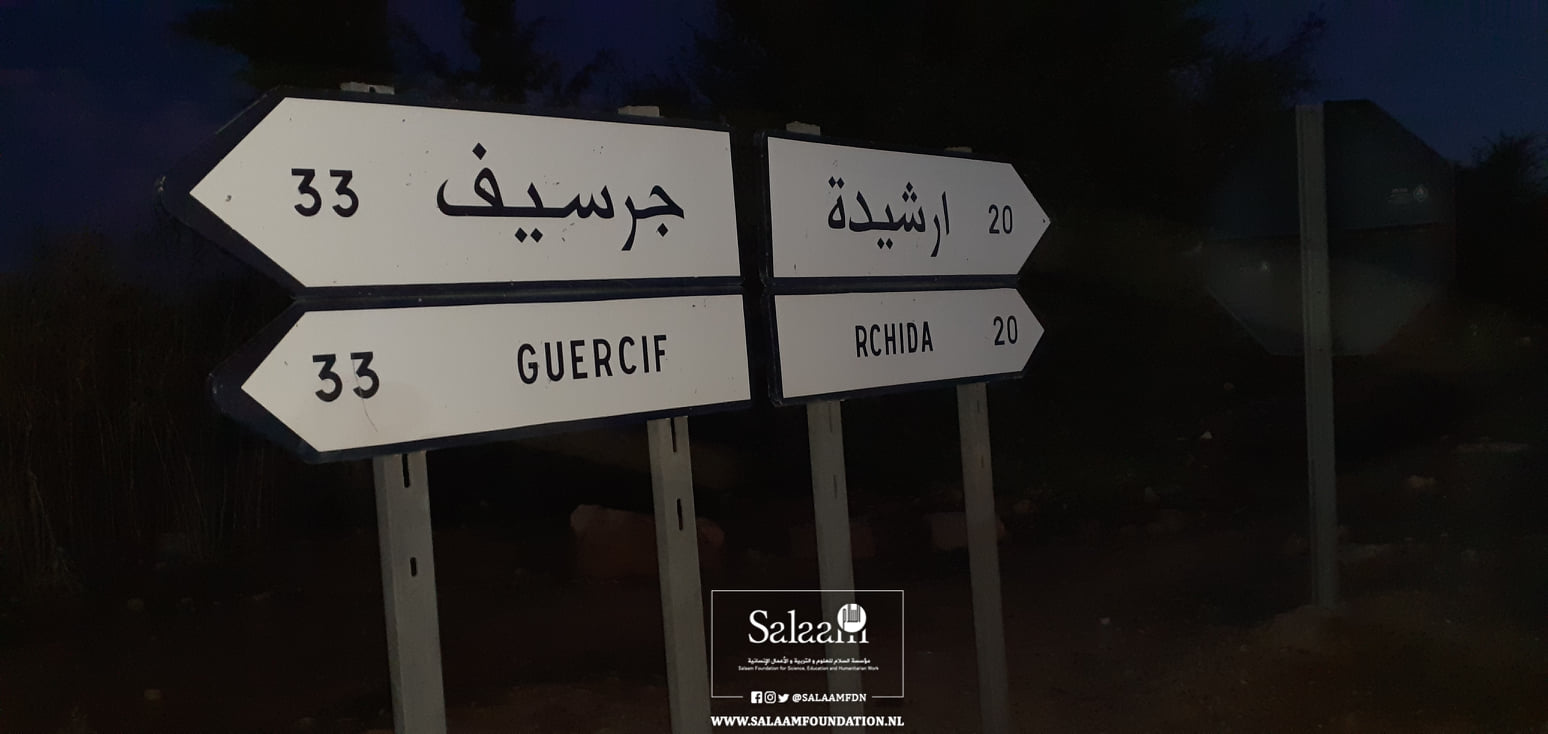 33 جرسيف
33 GUERCIF
ارشيدة 20
RCHIDA 20
Salaam
مؤسسة السلام للعلوم و التربية و الأعمال الإنسانية
Salaam Foundation for Science, Education and Humanitarian Work
@SALAAMFDN
WWW.SALAAMFOUNDATION.NL